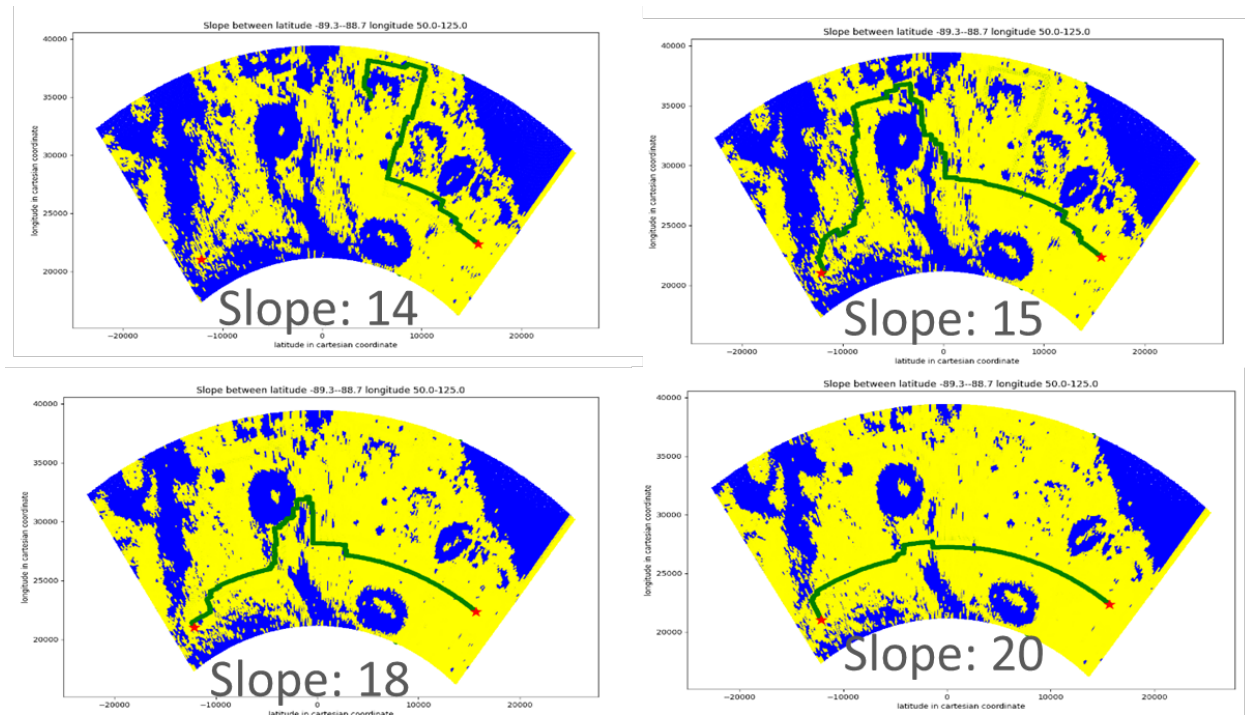 Slope between latitude -89.3--88.7 longitude 50.0-125.0
40000
35000
30000
25000
20000
longitude in cartesian coordinate
-20000 -10000 0 10000 20000
latitude in cartesian coordinate
Slope: 14
Slope between latitude -89.3--88.7 longitude 50.0-125.0
40000
35000
30000
25000
20000
longitude in cartesian coordinate
-20000 -10000 0 10000 20000
latitude in cartesian coordinate
Slope: 15
Slope between latitude -89.3--88.7 longitude 50.0-125.0
40000
35000
30000
25000
20000
longitude in cartesian coordinate
-20000 -10000 0 10000 20000
latitude in cartesian coordinate
Slope: 18
Slope between latitude -89.3--88.7 longitude 50.0-125.0
40000
35000
30000
25000
20000
longitude in cartesian coordinate
-20000 -10000 0 10000 20000
latitude in cartesian coordinate
Slope: 20